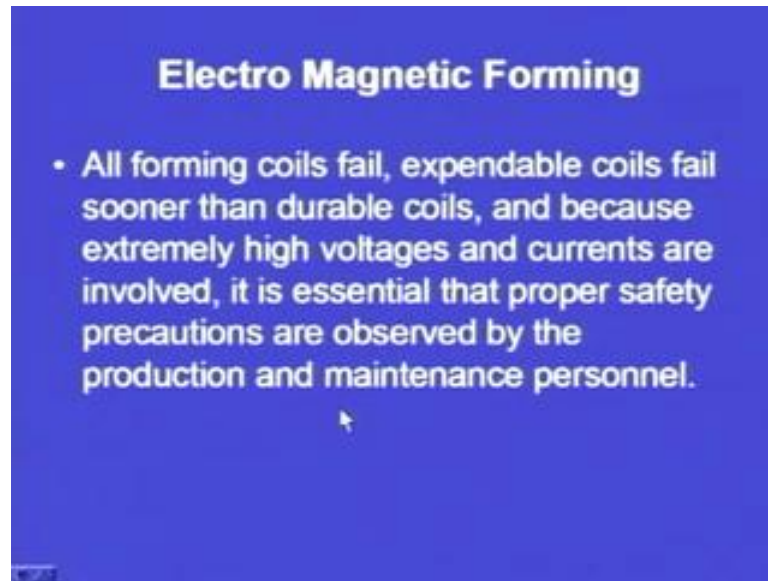 Electro Magnetic Forming
• All forming coils fail, expendable coils fail
sooner than durable coils, and because
extremely high voltages and currents are
involved, it is essential that proper safety
precautions are observed by the
production and maintenance personnel.